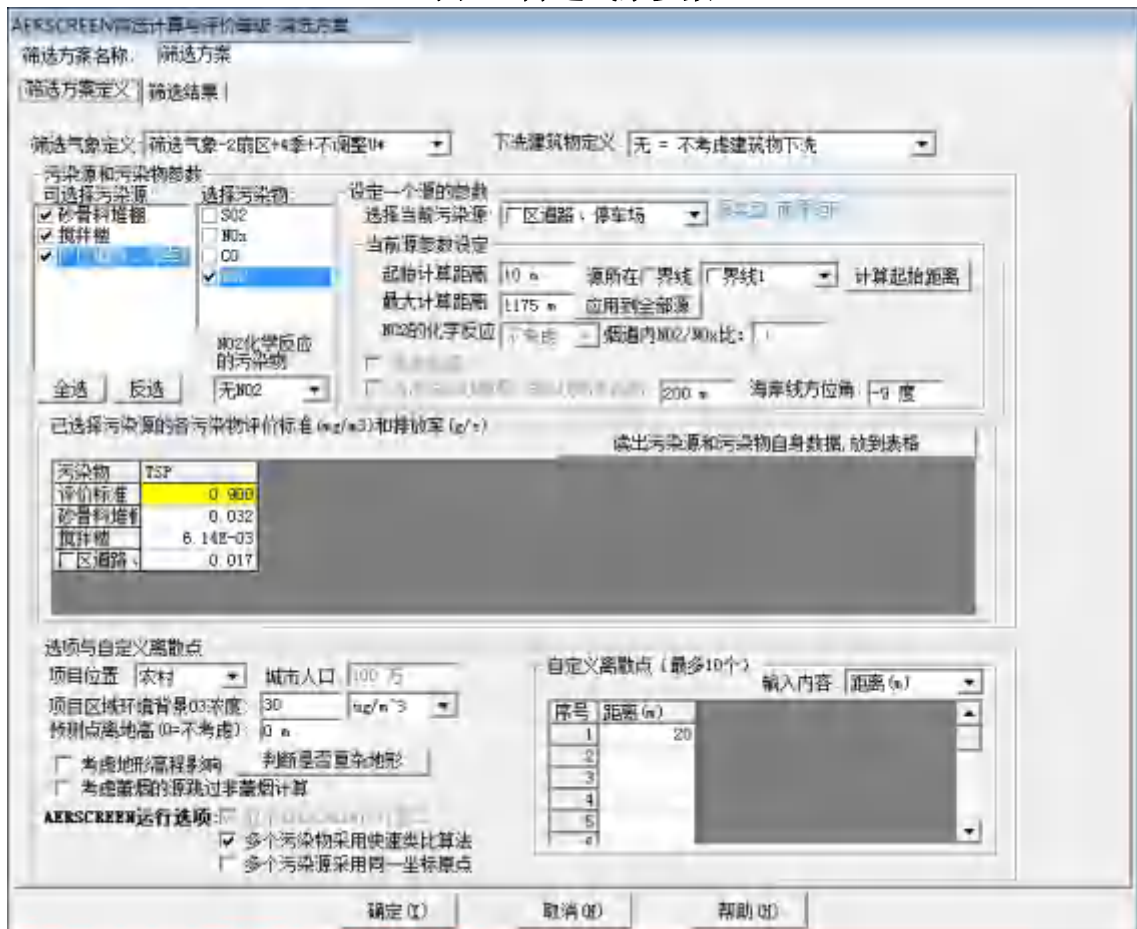 AERSCREEN筛选计算与评价等级-筛选方案
筛选方案名称: 筛选方案
筛选方案定义 筛选结果
筛选气象定义: 筛选气象-2扇区+4季+不调整U* 下洗建筑物定义 无 = 不考虑建筑物下洗
污染源和污染物参数
可选择污染源 选择污染物 设定一个源的参数
砂骨料堆棚 SO2 选择当前污染源: 厂区道路、停车场
搅拌楼 NOx 当前源参数设定
CO 起始计算距离 10 m 源所在厂界线 厂界线1 计算起始距离
最大计算距离 1175 m 应用到全部源
NO2的化学反应 不考虑 烟道内NO2/NOx比:
NO2化学反应的污染物
全选 反选 无NO2 200 m 海岸线方位角 -9 度
已选择污染源的各污染物评价标准(mg/m3)和排放率(g/s)
读出污染源和污染物自身数据,放到表格
污染物 TSP
评价标准 0.900
砂骨料堆棚 0.032
搅拌楼 6.14E-03
厂区道路、 0.017
选项与自定义离散点
项目位置 农村 城市人口 100 万
项目区域环境背景O3浓度: 30 ug/m^3
预测点离地高(0=不考虑): 0 m
考虑地形高程影响 判断是否复杂地形
考虑薰烟的源跳过非薰烟计算
AERSCREEN运行选项:
多个污染物采用快速类比算法
多个污染源采用同一坐标原点
自定义离散点(最多10个)
输入内容 距离(m)
序号 距离(m)
1 20
2
3
4
5
6
确定(Y) 取消(N) 帮助(H)